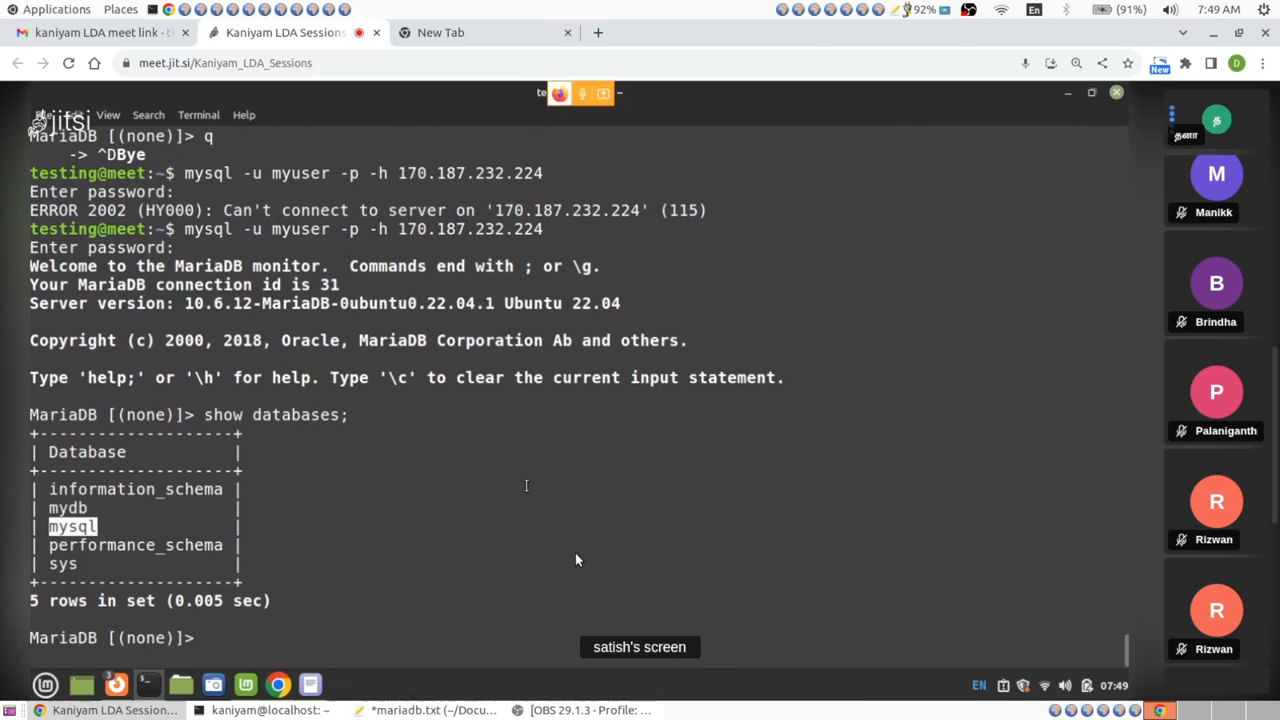 Applications Places 92% En (91%) 7:49 AM
kaniyam LDA meet link - t
Kaniyam LDA Sessions
New Tab
meet.jit.si/Kaniyam_LDA_Sessions
New
D
te
~
jitsi
View Search Terminal Help
MariaDB [(none)]> q
-> ^DBye
testing@meet:~$ mysql -u myuser -p -h 170.187.232.224
Enter password:
ERROR 2002 (HY000): Can't connect to server on '170.187.232.224' (115)
testing@meet:~$ mysql -u myuser -p -h 170.187.232.224
Enter password:
Welcome to the MariaDB monitor.  Commands end with ; or \g.
Your MariaDB connection id is 31
Server version: 10.6.12-MariaDB-0ubuntu0.22.04.1 Ubuntu 22.04
Copyright (c) 2000, 2018, Oracle, MariaDB Corporation Ab and others.
Type 'help;' or '\h' for help. Type '\c' to clear the current input statement.
MariaDB [(none)]> show databases;
+--------------------+
| Database           |
+--------------------+
| information_schema |
| mydb               |
| mysql              |
| performance_schema |
| sys                |
+--------------------+
5 rows in set (0.005 sec)
MariaDB [(none)]>
satish's screen
த
தனா
M
Manikk
B
Brindha
P
Palaniganth
R
Rizwan
R
Rizwan
3
EN 07:49
Kaniyam LDA Session...
kaniyam@localhost: ~
*mariadb.txt (~/Docu...
[OBS 29.1.3 - Profile: ...